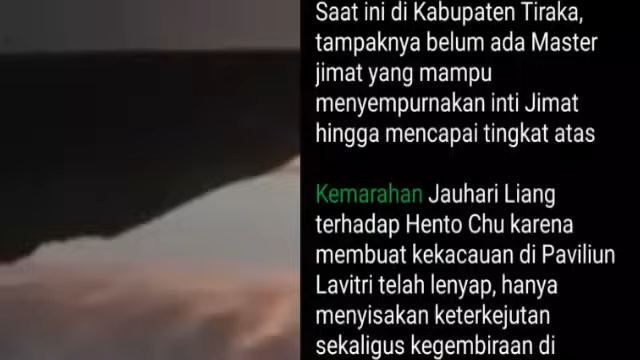 Saat ini di Kabupaten Tiraka,
tampaknya belum ada Master
jimat yang mampu
menyempurnakan inti Jimat
hingga mencapai tingkat atas
Kemarahan Jauhari Liang
terhadap Hento Chu karena
membuat kekacauan di Paviliun
Lavitri telah lenyap, hanya
menyisakan keterkejutan
sekaligus kegembiraan di